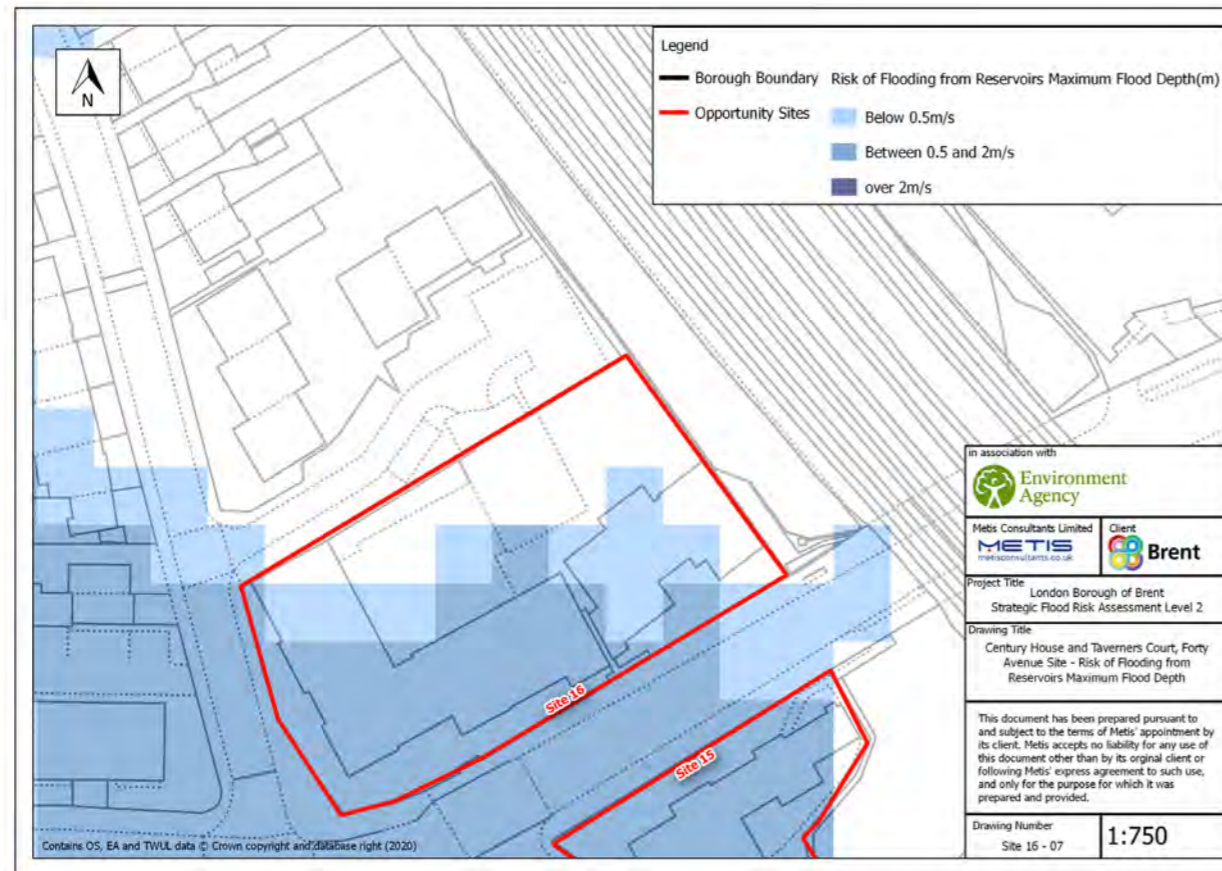 N
Legend
Borough Boundary
Opportunity Sites
Risk of Flooding from Reservoirs Maximum Flood Depth(m)
Below 0.5m/s
Between 0.5 and 2m/s
over 2m/s
Site 16
Site 15
Contains OS, EA and TWUL data © Crown copyright and database right (2020)
in association with
Environment
Agency
Metis Consultants Limited
METIS
metisconsultants.co.uk
Client
Brent
Project Title
London Borough of Brent
Strategic Flood Risk Assessment Level 2
Drawing Title
Century House and Taverners Court, Forty
Avenue Site - Risk of Flooding from
Reservoirs Maximum Flood Depth
This document has been prepared pursuant to
and subject to the terms of Metis' appointment by
its client. Metis accepts no liability for any use of
this document other than by its orginal client or
following Metis' express agreement to such use,
and only for the purpose for which it was
prepared and provided.
Drawing Number
Site 16 - 07
1:750